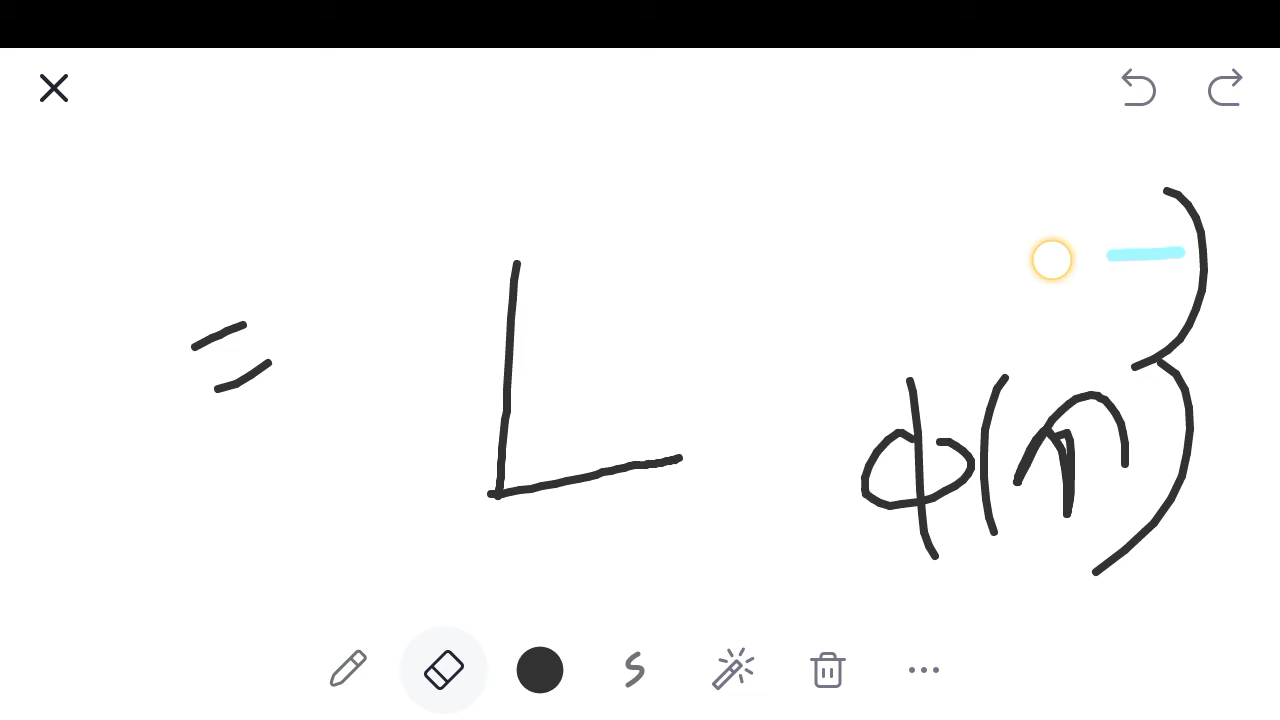 = L φ(n)